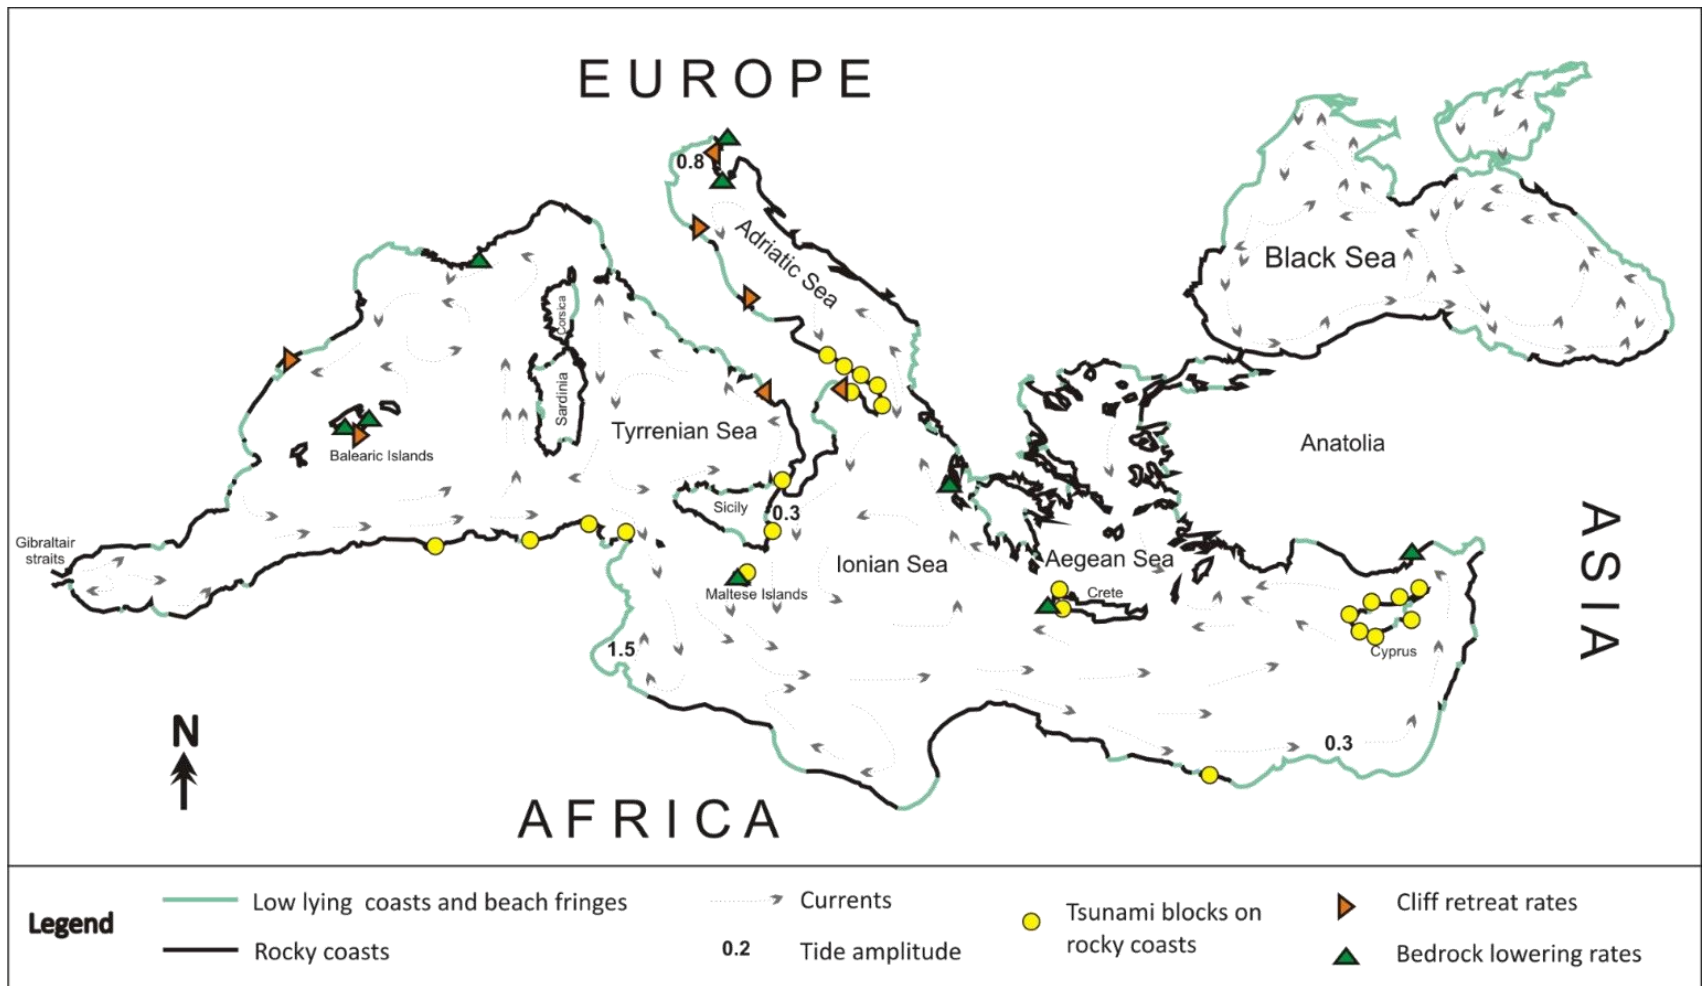 EUROPE
0.8
Adriatic Sea
Black Sea
Corsica
Sardinia
Tyrrenian Sea
Anatolia
Balearic Islands
Sicily
0.3
Gibraltair
straits
Ionian Sea
Aegean Sea
ASIA
Maltese Islands
Crete
1.5
Cyprus
N
0.3
AFRICA
Legend
Low lying coasts and beach fringes
Rocky coasts
Currents
0.2 Tide amplitude
Tsunami blocks on
rocky coasts
Cliff retreat rates
Bedrock lowering rates